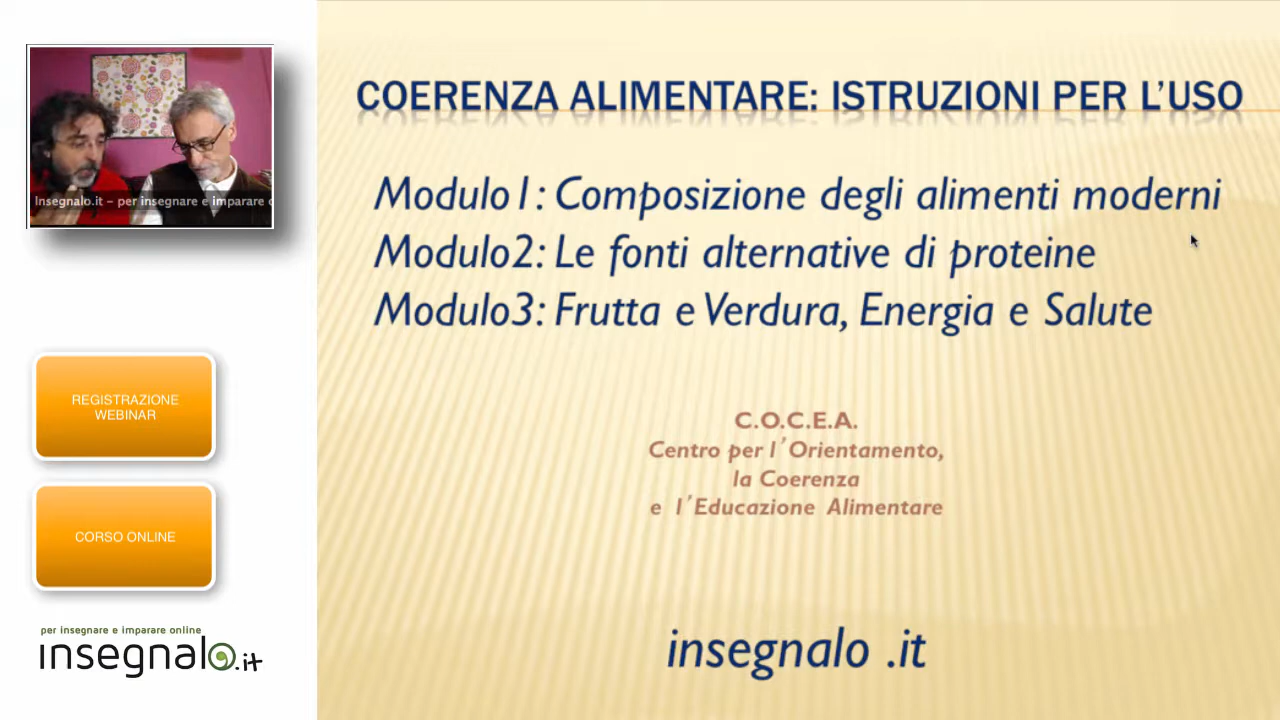 COERENZA ALIMENTARE: ISTRUZIONI PER L'USO
Modulo1: Composizione degli alimenti moderni
Modulo2: Le fonti alternative di proteine
Modulo3: Frutta e Verdura, Energia e Salute
C.O.C.E.A.
Centro per l'Orientamento,
la Coerenza
e l'Educazione Alimentare
insegnalo .it
Insegnalo.it – per insegnare e imparare
REGISTRAZIONE
WEBINAR
CORSO ONLINE
per insegnare e imparare online
insegnalo.it